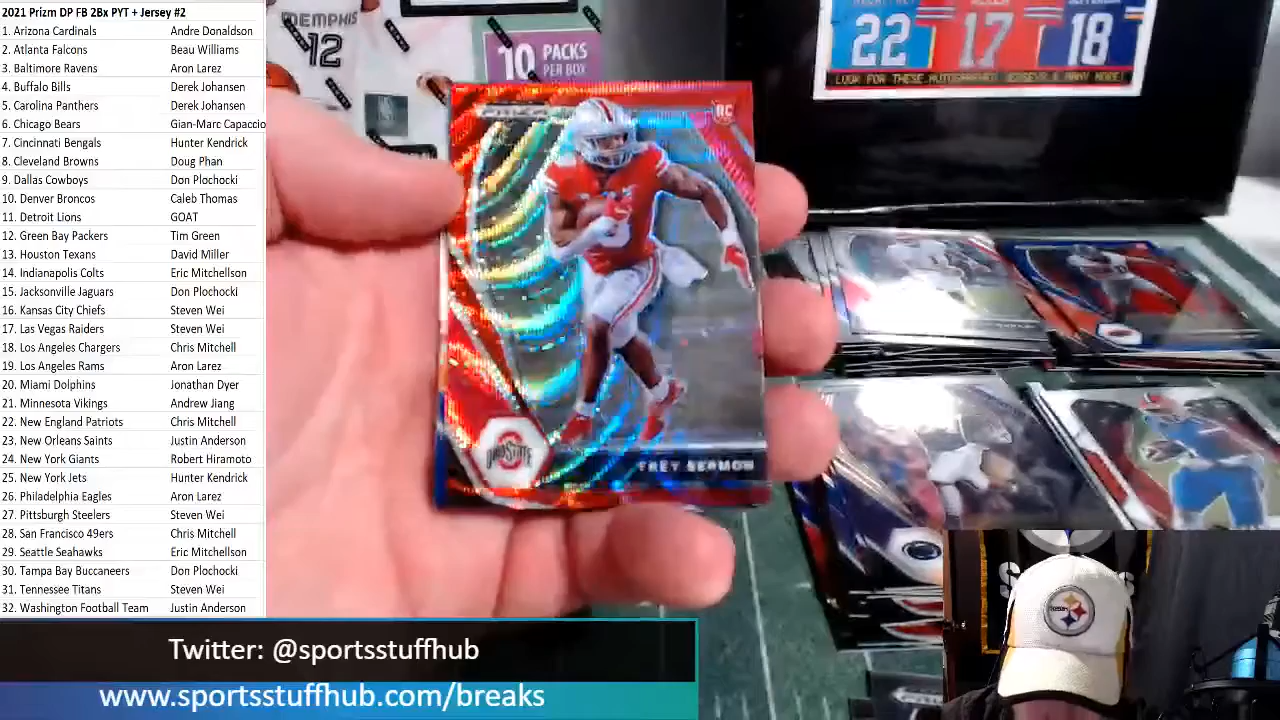 2021 Prizm DP FB 2Bx PYT + Jersey #2
1. Arizona Cardinals Andre Donaldson
2. Atlanta Falcons Beau Williams
3. Baltimore Ravens Aron Larez
4. Buffalo Bills Derek Johansen
5. Carolina Panthers Derek Johansen
6. Chicago Bears Gian-Marc Capaccio
7. Cincinnati Bengals Hunter Kendrick
8. Cleveland Browns Doug Phan
9. Dallas Cowboys Don Plochocki
10. Denver Broncos Caleb Thomas
11. Detroit Lions GOAT
12. Green Bay Packers Tim Green
13. Houston Texans David Miller
14. Indianapolis Colts Eric Mitchellson
15. Jacksonville Jaguars Don Plochocki
16. Kansas City Chiefs Steven Wei
17. Las Vegas Raiders Steven Wei
18. Los Angeles Chargers Chris Mitchell
19. Los Angeles Rams Aron Larez
20. Miami Dolphins Jonathan Dyer
21. Minnesota Vikings Andrew Jiang
22. New England Patriots Chris Mitchell
23. New Orleans Saints Justin Anderson
24. New York Giants Robert Hiramoto
25. New York Jets Hunter Kendrick
26. Philadelphia Eagles Aron Larez
27. Pittsburgh Steelers Steven Wei
28. San Francisco 49ers Chris Mitchell
29. Seattle Seahawks Eric Mitchellson
30. Tampa Bay Buccaneers Don Plochocki
31. Tennessee Titans Steven Wei
32. Washington Football Team Justin Anderson
MEMPHIS
12
10 PACKS
PER BOX
22 17 18
LOOK FOR THESE AUTOGRAPHED JERSEYS & MANY MORE!
PRIZM
RC
OHIO STATE
TREY SERMON
Twitter: @sportsstuffhub
www.sportsstuffhub.com/breaks